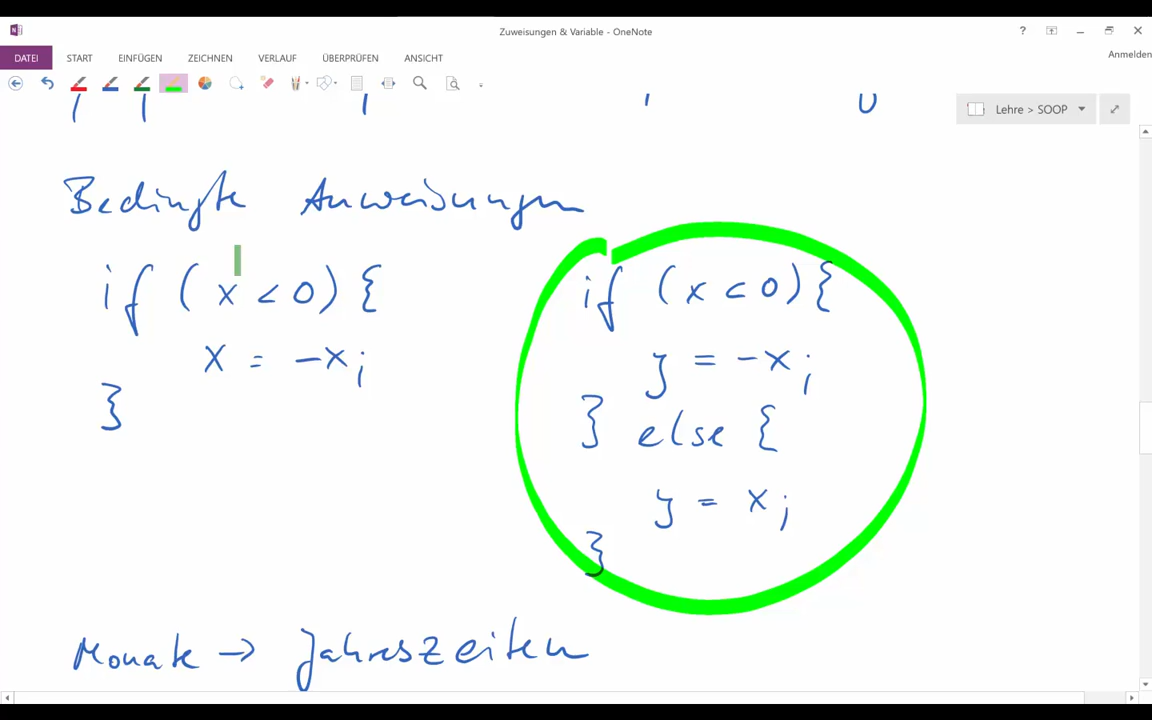 Zuweisungen & Variable - OneNote
?
DATEI START EINFÜGEN ZEICHNEN VERLAUF ÜBERPRÜFEN ANSICHT
Anmelden
Lehre > SOOP
Bedingte Anweisungen
if (x < 0) {
x = -x;
}
if (x < 0) {
y = -x;
} else {
y = x;
}
Monate → Jahreszeiten